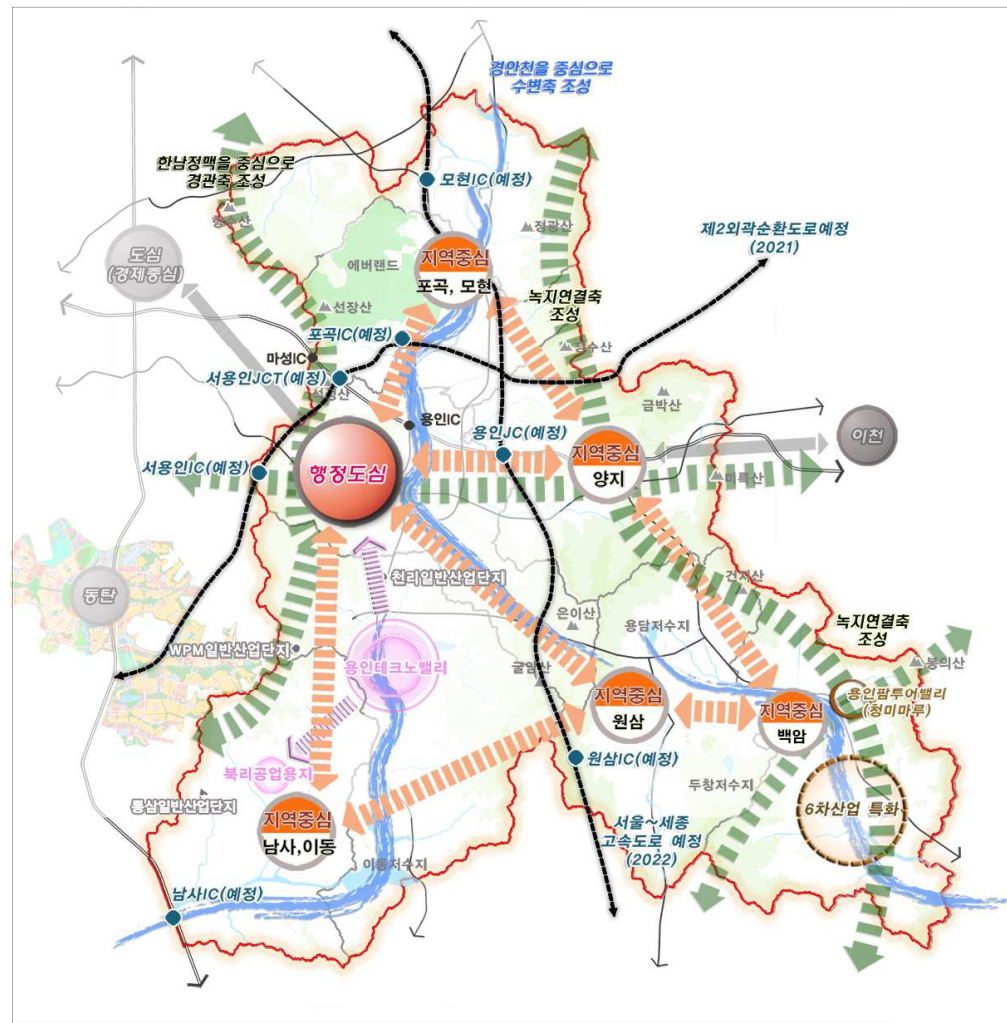 경안천을 중심으로
수변축 조성
한남정맥을 중심으로
경관축 조성
모현IC(예정)
정광산
제2외곽순환도로예정
(2021)
도심
(경제중심)
에버랜드
지역중심
포곡, 모현
선장산
녹지연결축
조성
포곡IC(예정)
마성IC
서용인JCT(예정)
금박산
용인IC
용인JC(예정)
이천
지역중심
양지
행정도심
서용인IC(예정)
동탄
천리일반산업단지
은이산
용담저수지
녹지연결축
조성
WPM일반산업단지
용인테크노밸리
봉의산
용인팜투어밸리
(청미마루)
지역중심
원삼
지역중심
백암
북리공업용지
원삼IC(예정)
두창저수지
통삼일반산업단지
6차산업 특화
지역중심
남사,이동
서울~세종
고속도로 예정
(2022)
이동저수지
남사IC(예정)